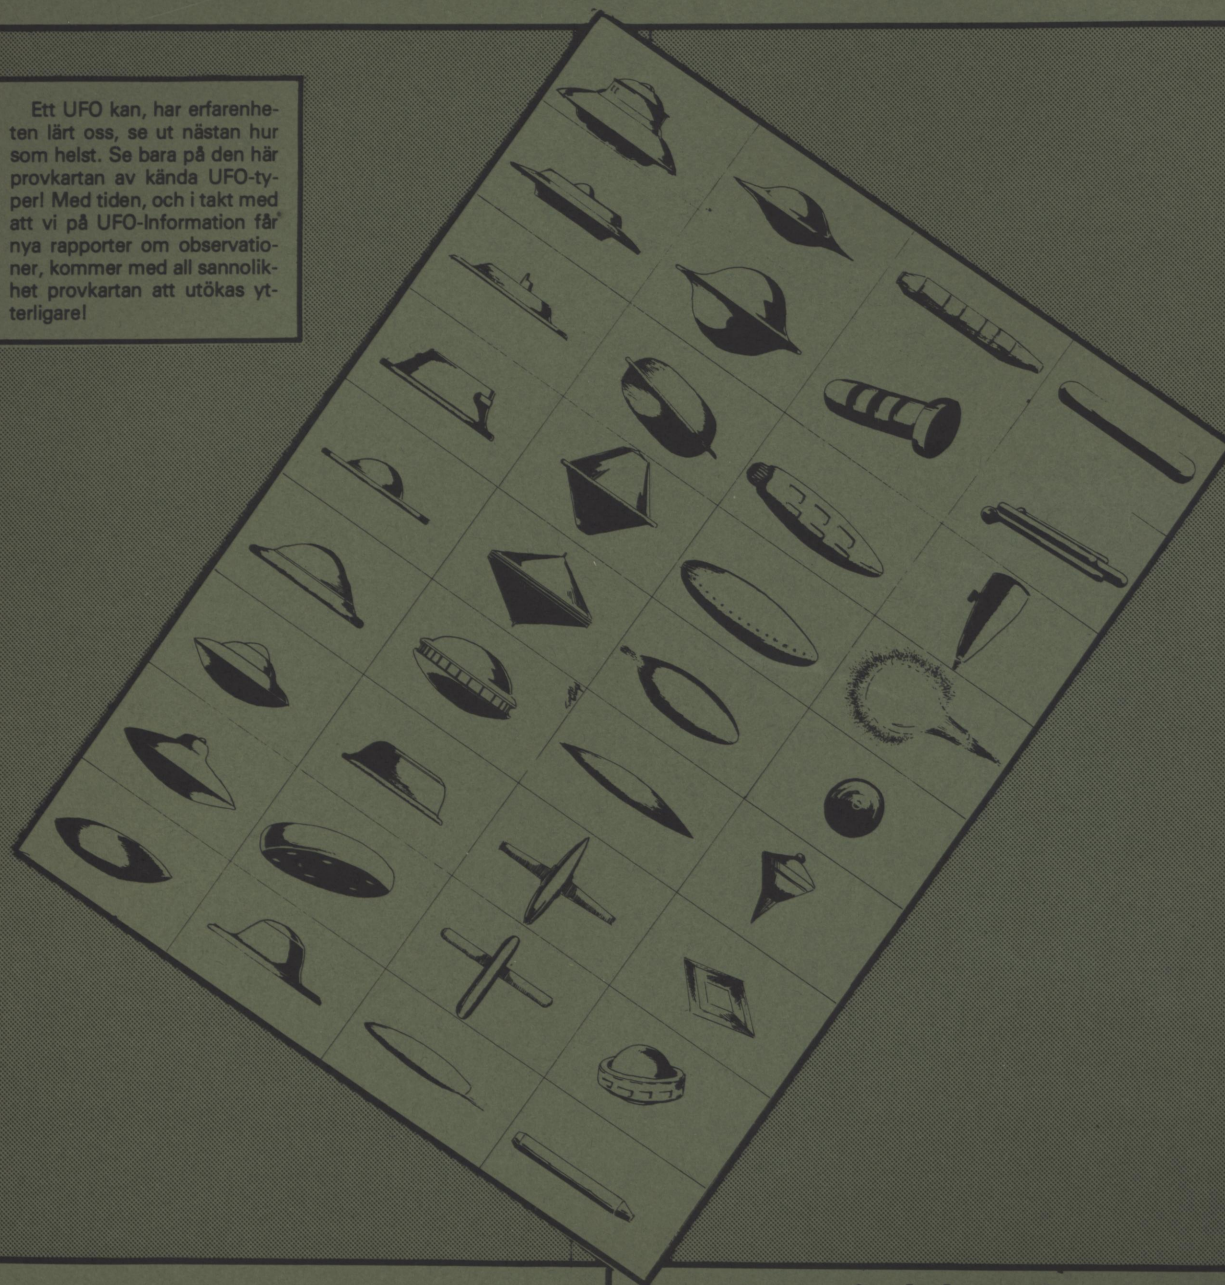 Ett UFO kan, har erfarenhe-
ten lärt oss, se ut nästan hur
som helst. Se bara på den här
provkartan av kända UFO-ty-
per! Med tiden, och i takt med
att vi på UFO-Information får
nya rapporter om observatio-
ner, kommer med all sannolik-
het provkartan att utökas yt-
terligare!